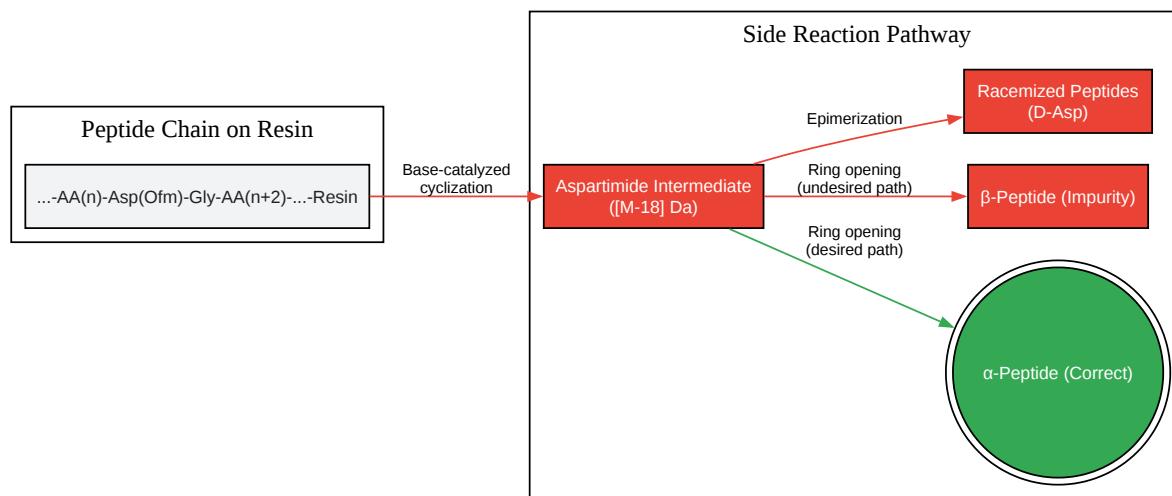 Side Reaction Pathway
Peptide Chain on Resin
...-AA(n)-Asp(Ofm)-Gly-AA(n+2)-...-Resin
Base-catalyzed
cyclization
Aspartimide Intermediate
([M-18] Da)
Epimerization
Racemized Peptides
(D-Asp)
Ring opening
(undesired path)
β-Peptide (Impurity)
Ring opening
(desired path)
α-Peptide (Correct)